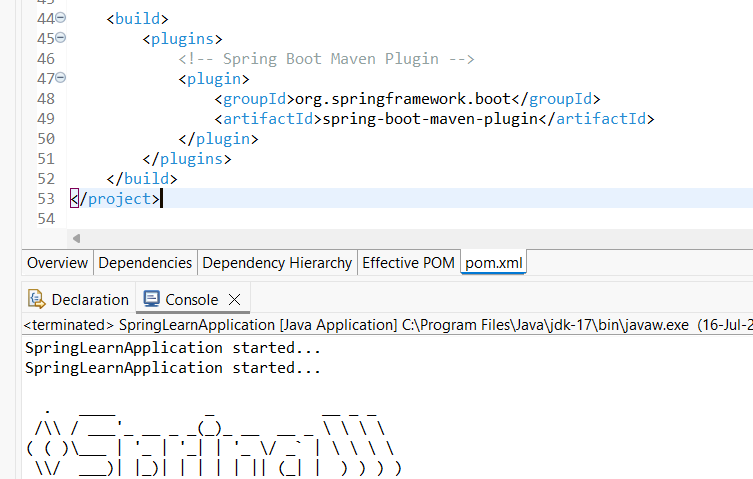 44 <build>
45 <plugins>
46 <!-- Spring Boot Maven Plugin -->
47 <plugin>
48 <groupId>org.springframework.boot</groupId>
49 <artifactId>spring-boot-maven-plugin</artifactId>
50 </plugin>
51 </plugins>
52 </build>
53 </project>
54
Overview Dependencies Dependency Hierarchy Effective POM pom.xml
Declaration Console
<terminated> SpringLearnApplication [Java Application] C:\Program Files\Java\jdk-17\bin\javaw.exe (16-Jul-2
SpringLearnApplication started...
SpringLearnApplication started...
  .   ____          _            __ _ _
 /\\ / ___'_ __ _ _(_)_ __  __ _ \ \ \ \
( ( )\___ | '_ | '_| | '_ \/ _` | \ \ \ \
 \\/  ___)| |_)| | | | | || (_| |  ) ) ) )